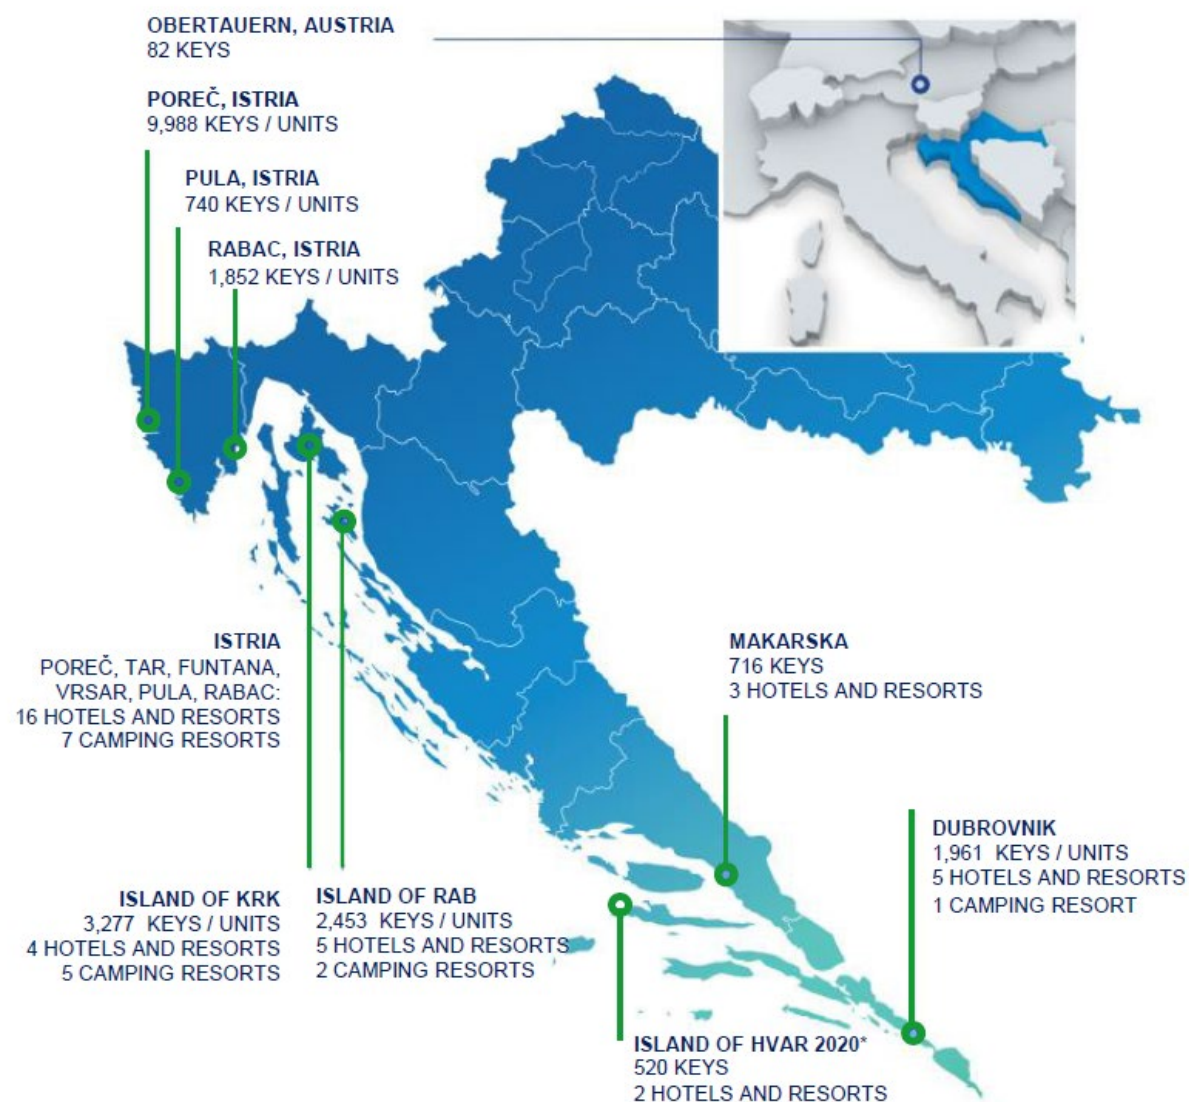 OBERTAUERN, AUSTRIA
82 KEYS
POREČ, ISTRIA
9,988 KEYS / UNITS
PULA, ISTRIA
740 KEYS / UNITS
RABAC, ISTRIA
1,852 KEYS / UNITS
ISTRIA
POREČ, TAR, FUNTANA,
VRSAR, PULA, RABAC:
16 HOTELS AND RESORTS
7 CAMPING RESORTS
MAKARSKA
716 KEYS
3 HOTELS AND RESORTS
DUBROVNIK
1,961 KEYS / UNITS
5 HOTELS AND RESORTS
1 CAMPING RESORT
ISLAND OF KRK
3,277 KEYS / UNITS
4 HOTELS AND RESORTS
5 CAMPING RESORTS
ISLAND OF RAB
2,453 KEYS / UNITS
5 HOTELS AND RESORTS
2 CAMPING RESORTS
ISLAND OF HVAR 2020*
520 KEYS
2 HOTELS AND RESORTS